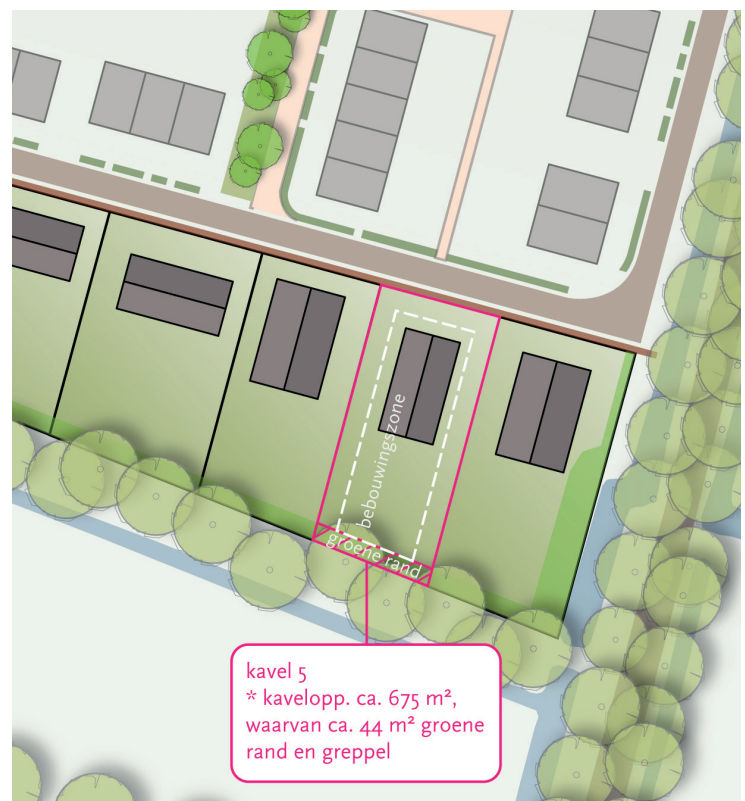 bebouwingszone
groene rand
kavel 5
* kavelopp. ca. 675 m²,
waarvan ca. 44 m² groene
rand en greppel